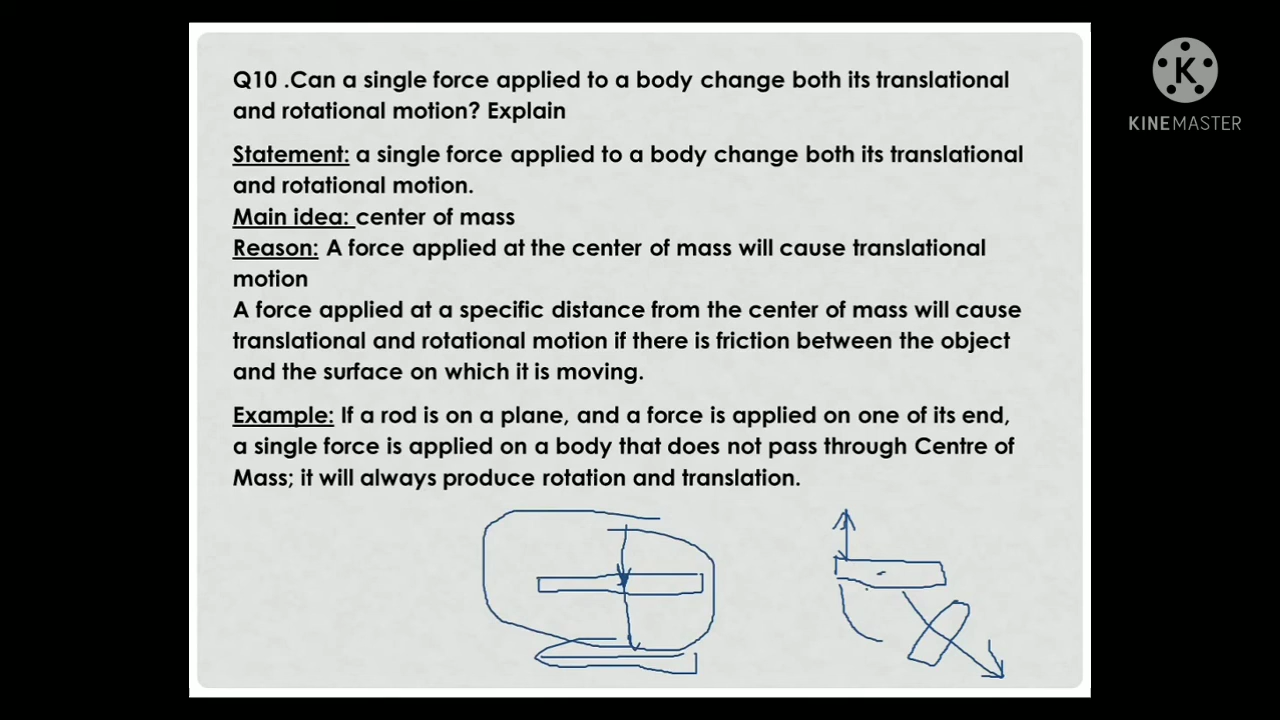 Q10 .Can a single force applied to a body change both its translational
and rotational motion? Explain
Statement: a single force applied to a body change both its translational
and rotational motion.
Main idea: center of mass
Reason: A force applied at the center of mass will cause translational
motion
A force applied at a specific distance from the center of mass will cause
translational and rotational motion if there is friction between the object
and the surface on which it is moving.
Example: If a rod is on a plane, and a force is applied on one of its end,
a single force is applied on a body that does not pass through Centre of
Mass; it will always produce rotation and translation.
K
KINEMASTER